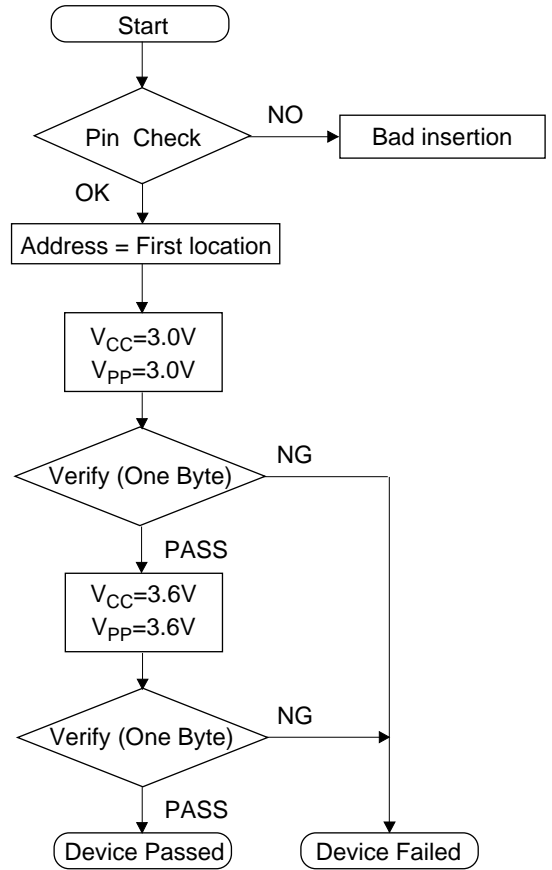 Start
Pin Check
NO
Bad insertion
OK
Address = First location
VCC=3.0V
VPP=3.0V
Verify (One Byte)
NG
PASS
VCC=3.6V
VPP=3.6V
Verify (One Byte)
NG
PASS
Device Passed
Device Failed